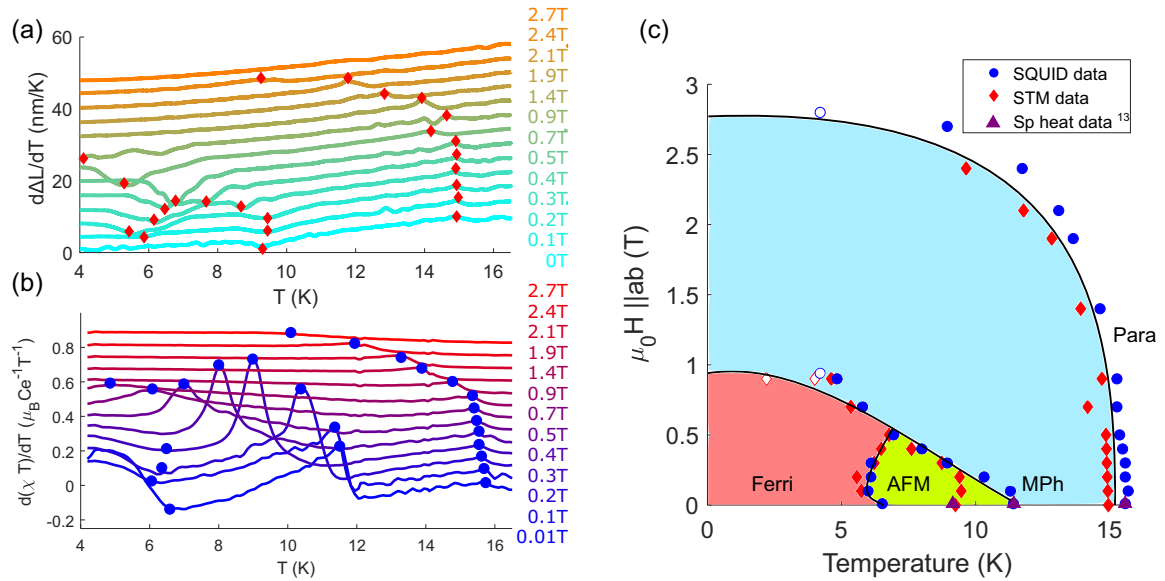 (a)
60
40
20
0
dΔL/dT (nm/K)
4 6 8 10 12 14 16
T (K)
2.7T
2.4T
2.1T
1.9T
1.4T
0.9T
0.7T
0.5T
0.4T
0.3T
0.2T
0.1T
0T
(b)
0.8
0.6
0.4
0.2
0
-0.2
d(χ T)/dT (μBCe-1T-1)
4 6 8 10 12 14 16
T (K)
2.7T
2.4T
2.1T
1.9T
1.4T
0.9T
0.7T
0.5T
0.4T
0.3T
0.2T
0.1T
0.01T
(c)
SQUID data
STM data
Sp heat data 13
3
2.5
2
1.5
1
0.5
0
μ0H ||ab (T)
Para
Ferri
AFM
MPh
0 5 10 15
Temperature (K)